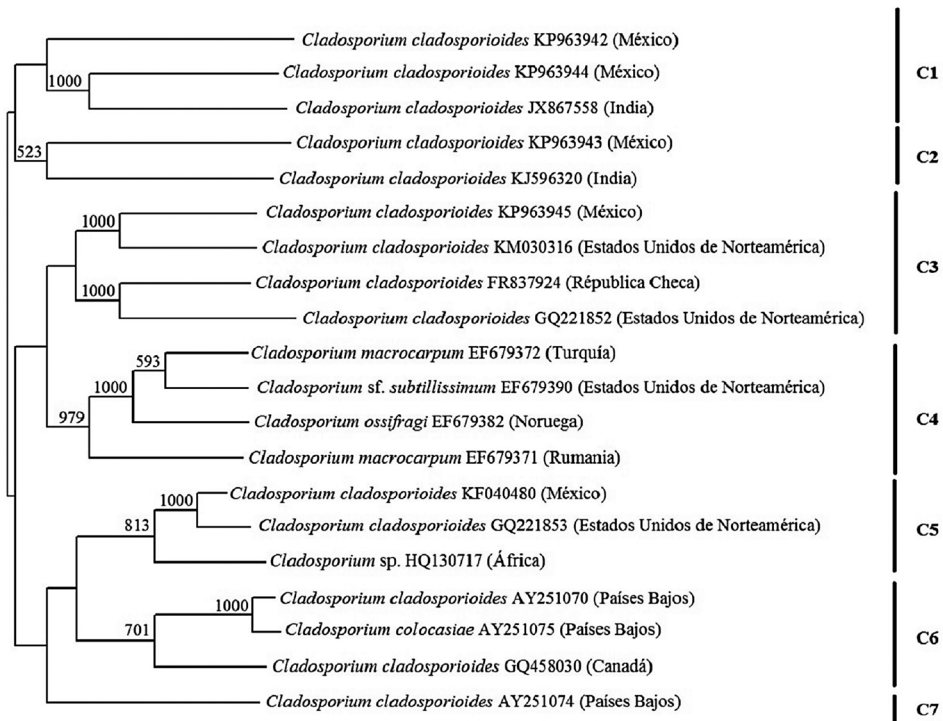 Cladosporium cladosporioides KP963942 (México)
1000
Cladosporium cladosporioides KP963944 (México)
C1
Cladosporium cladosporioides JX867558 (India)
523
Cladosporium cladosporioides KP963943 (México)
C2
Cladosporium cladosporioides KJ596320 (India)
1000
Cladosporium cladosporioides KP963945 (México)
Cladosporium cladosporioides KM030316 (Estados Unidos de Norteamérica)
C3
1000
Cladosporium cladosporioides FR837924 (Républica Checa)
Cladosporium cladosporioides GQ221852 (Estados Unidos de Norteamérica)
593
Cladosporium macrocarpum EF679372 (Turquía)
1000
Cladosporium sf. subtillissimum EF679390 (Estados Unidos de Norteamérica)
979
Cladosporium ossifragi EF679382 (Noruega)
C4
Cladosporium macrocarpum EF679371 (Rumania)
1000
Cladosporium cladosporioides KF040480 (México)
813
Cladosporium cladosporioides GQ221853 (Estados Unidos de Norteamérica)
C5
Cladosporium sp. HQ130717 (África)
1000
Cladosporium cladosporioides AY251070 (Países Bajos)
701
Cladosporium colocasiae AY251075 (Países Bajos)
C6
Cladosporium cladosporioides GQ458030 (Canadá)
Cladosporium cladosporioides AY251074 (Países Bajos)
C7